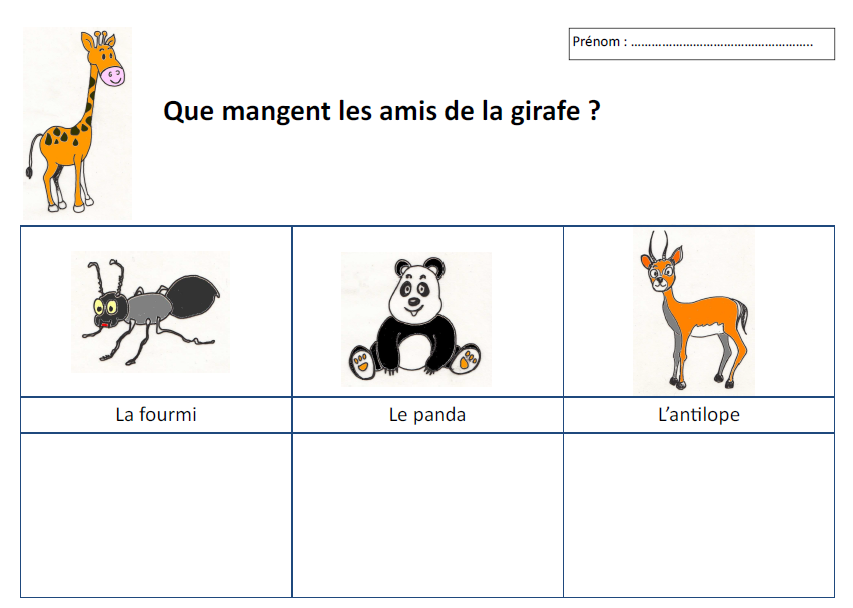 Prénom : ……………………………………………..
Que mangent les amis de la girafe ?
La fourmi
Le panda
L’antilope